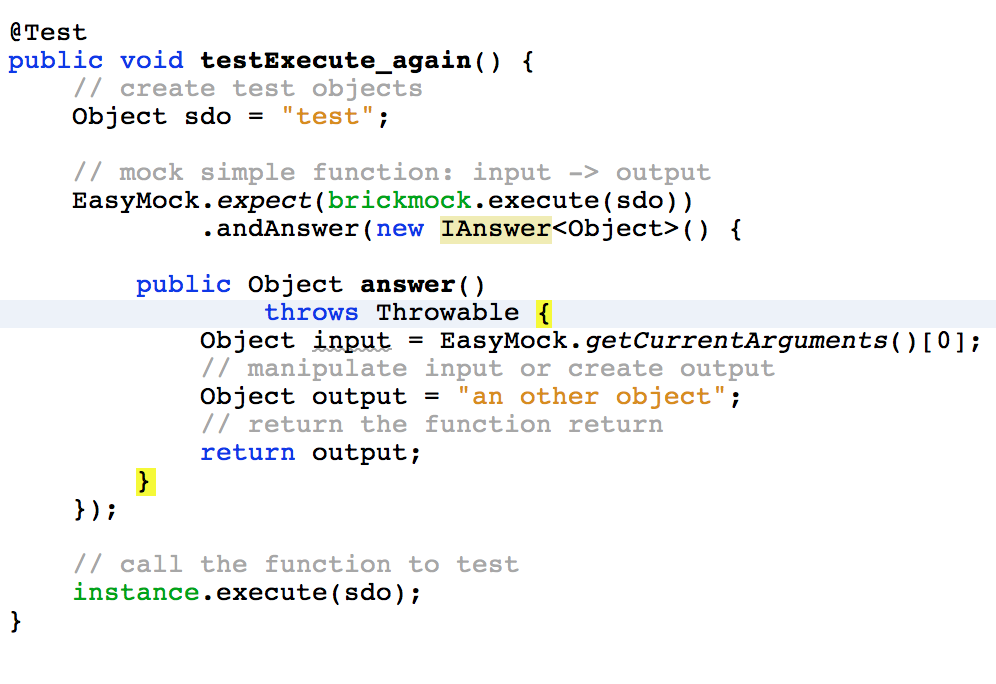 @Test
public void testExecute_again() {
    // create test objects
    Object sdo = "test";

    // mock simple function: input -> output
    EasyMock.expect(brickmock.execute(sdo))
            .andAnswer(new IAnswer<Object>() {

        public Object answer()
                throws Throwable {
            Object input = EasyMock.getCurrentArguments()[0];
            // manipulate input or create output
            Object output = "an other object";
            // return the function return
            return output;
        }
    });

    // call the function to test
    instance.execute(sdo);
}